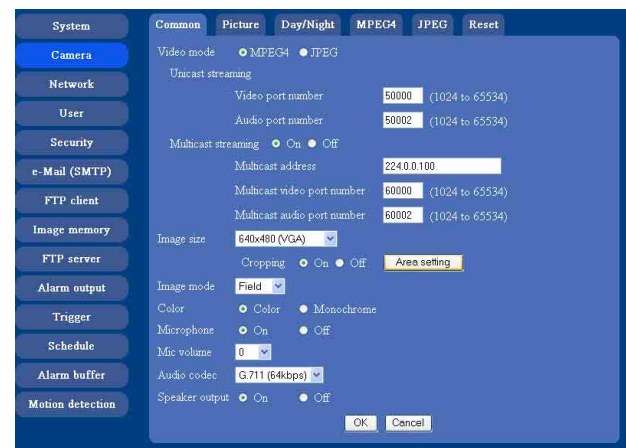 System
Camera
Network
User
Security
e-Mail (SMTP)
FTP client
Image memory
FTP server
Alarm output
Trigger
Schedule
Alarm buffer
Motion detection
Common Picture Day/Night MPEG4 JPEG Reset
Video mode MPEG4 JPEG
Unicast streaming
Video port number 50000 (1024 to 65534)
Audio port number 50002 (1024 to 65534)
Multicast streaming On Off
Multicast address 224.0.0.100
Multicast video port number 60000 (1024 to 65534)
Multicast audio port number 60002 (1024 to 65534)
Image size 640x480 (VGA)
Cropping On Off Area setting
Image mode Field
Color Color Monochrome
Microphone On Off
Mic volume 0
Audio codec G.711 (64kbps)
Speaker output On Off
OK Cancel